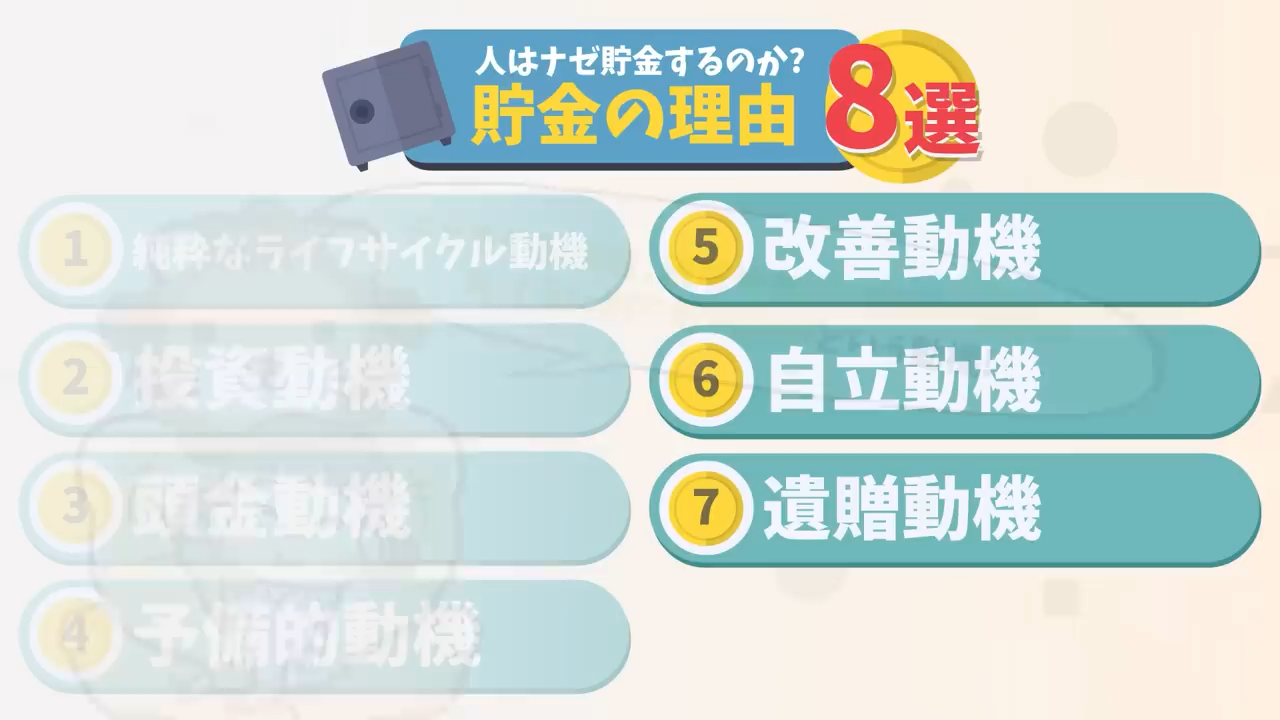 人はナゼ貯金するのか?
貯金の理由
8選
1 純粋なライフサイクル動機
2 投資動機
3 頭金動機
4 予備的動機
5 改善動機
6 自立動機
7 遺贈動機